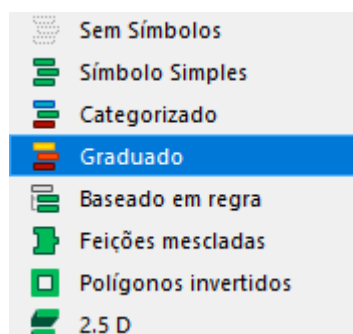 Sem Símbolos
Símbolo Simples
Categorizado
Graduado
Baseado em regra
Feições mescladas
Polígonos invertidos
2.5 D